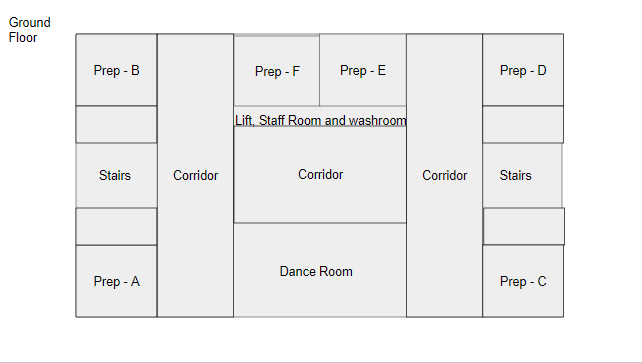 Ground
Floor
Prep - B
Prep - F
Prep - E
Prep - D
Lift, Staff Room and washroom
Stairs
Corridor
Corridor
Corridor
Stairs
Dance Room
Prep - A
Prep - C